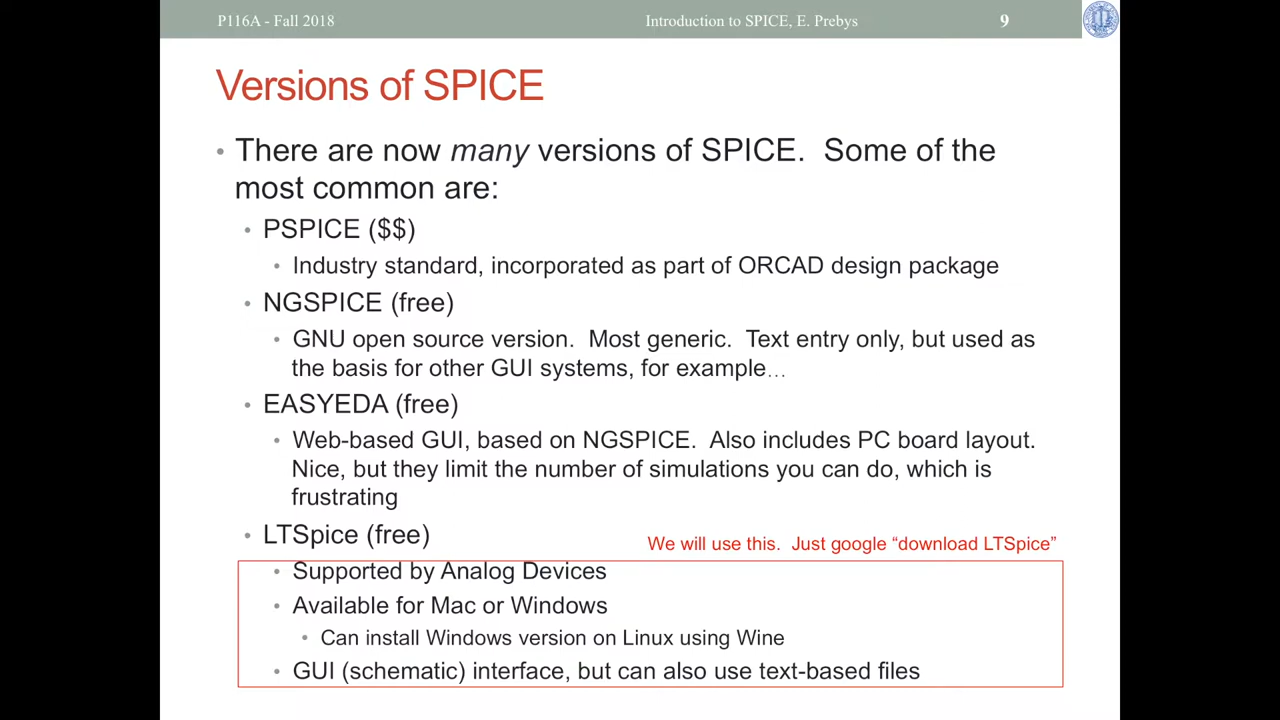 P116A - Fall 2018
Introduction to SPICE, E. Prebys
9
Versions of SPICE
• There are now many versions of SPICE.  Some of the
most common are:
• PSPICE ($$)
• Industry standard, incorporated as part of ORCAD design package
• NGSPICE (free)
• GNU open source version.  Most generic.  Text entry only, but used as
the basis for other GUI systems, for example…
• EASYEDA (free)
• Web-based GUI, based on NGSPICE.  Also includes PC board layout.
Nice, but they limit the number of simulations you can do, which is
frustrating
• LTSpice (free)
We will use this.  Just google “download LTSpice”
• Supported by Analog Devices
• Available for Mac or Windows
• Can install Windows version on Linux using Wine
• GUI (schematic) interface, but can also use text-based files